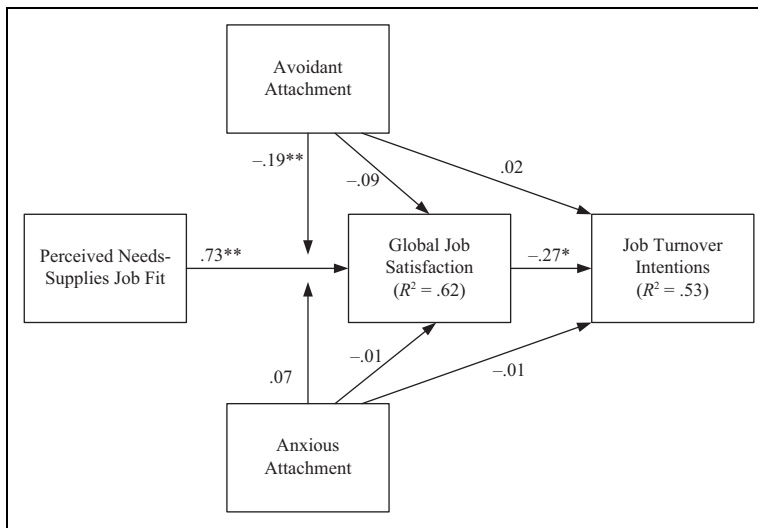 Avoidant
Attachment
–.19**
–.09
.02
Perceived Needs-
Supplies Job Fit
.73**
Global Job
Satisfaction
(R² = .62)
–.27*
Job Turnover
Intentions
(R² = .53)
.07
–.01
–.01
Anxious
Attachment